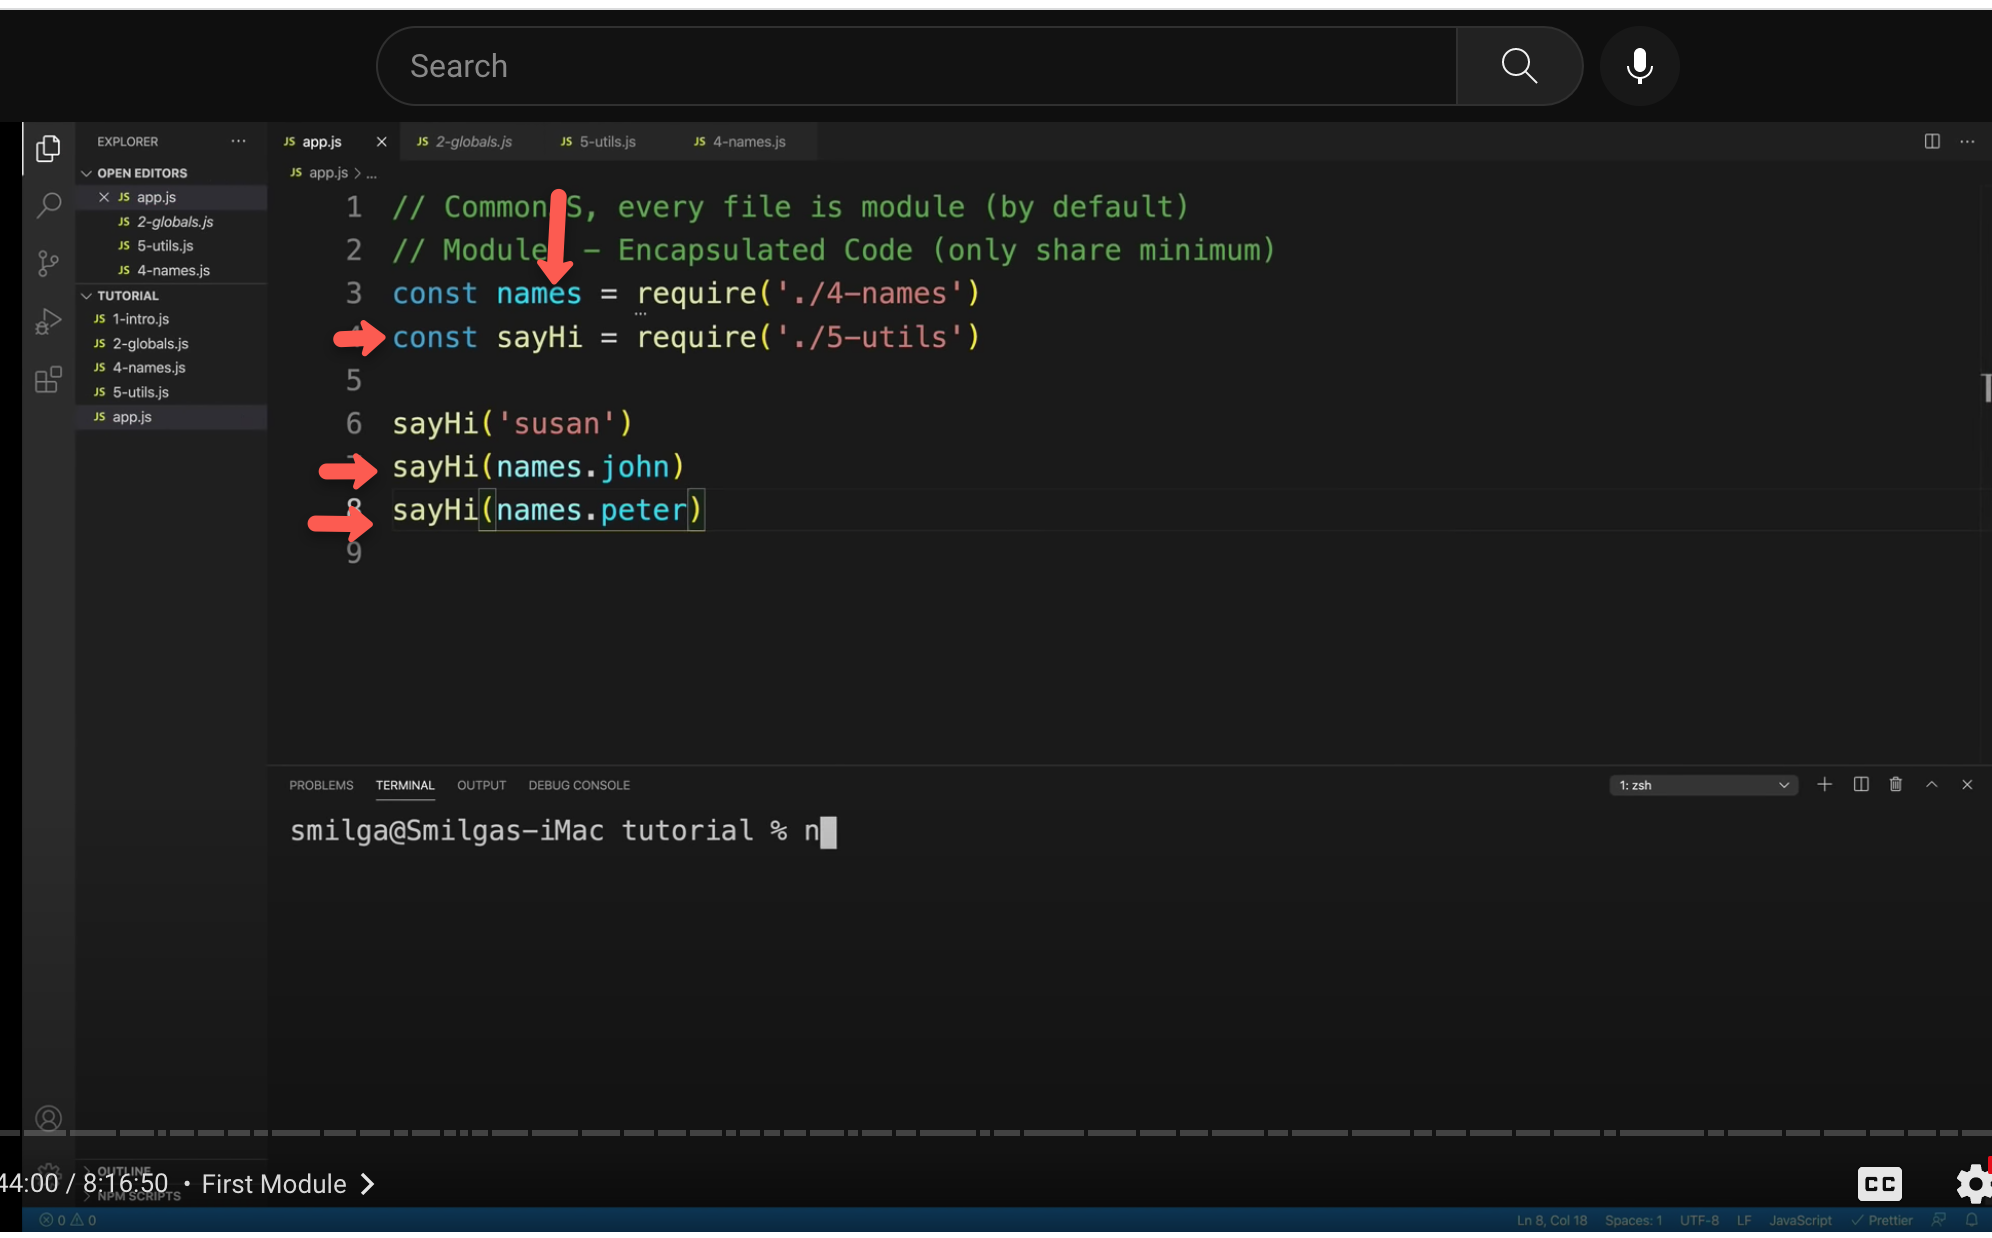 Search
EXPLORER
OPEN EDITORS
JS app.js
JS 2-globals.js
JS 5-utils.js
JS 4-names.js
TUTORIAL
JS 1-intro.js
JS 2-globals.js
JS 4-names.js
JS 5-utils.js
JS app.js
JS app.js JS 2-globals.js JS 5-utils.js JS 4-names.js
JS app.js > ...
1 // Common S, every file is module (by default)
2 // Module - Encapsulated Code (only share minimum)
3 const names = require('./4-names')
const sayHi = require('./5-utils')
5
6 sayHi('susan')
sayHi(names.john)
8 sayHi(names.peter)
9
PROBLEMS TERMINAL OUTPUT DEBUG CONSOLE 1: zsh
smilga@Smilgas-iMac tutorial % n
OUTLINE
44:00 / 8:16:50 • First Module >
CC
NPM SCRIPTS
0 0 Ln 8, Col 18 Spaces: 1 UTF-8 LF JavaScript Prettier